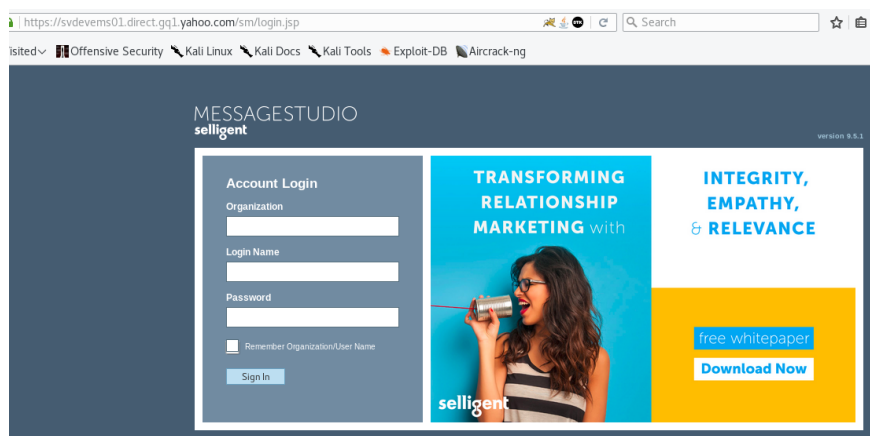 https://svdevems01.direct.gq1.yahoo.com/sm/login.jsp
Search
isited
Offensive Security
Kali Linux
Kali Docs
Kali Tools
Exploit-DB
Aircrack-ng
MESSAGESTUDIO
selligent
version 9.5.1
Account Login
Organization
Login Name
Password
Remember Organization/User Name
Sign In
TRANSFORMING
RELATIONSHIP
MARKETING with
selligent
INTEGRITY,
EMPATHY,
& RELEVANCE
free whitepaper
Download Now